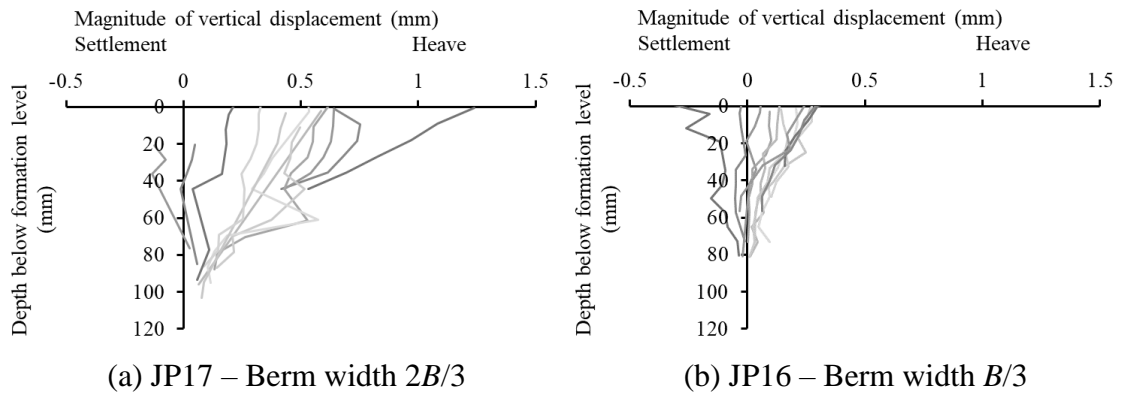 Magnitude of vertical displacement (mm)
Settlement Heave
-0.5 0 0.5 1 1.5
Depth below formation level
(mm)
0
20
40
60
80
100
120
(a) JP17 – Berm width 2B/3
Magnitude of vertical displacement (mm)
Settlement Heave
-0.5 0 0.5 1 1.5
Depth below formation level
(mm)
0
20
40
60
80
100
120
(b) JP16 – Berm width B/3